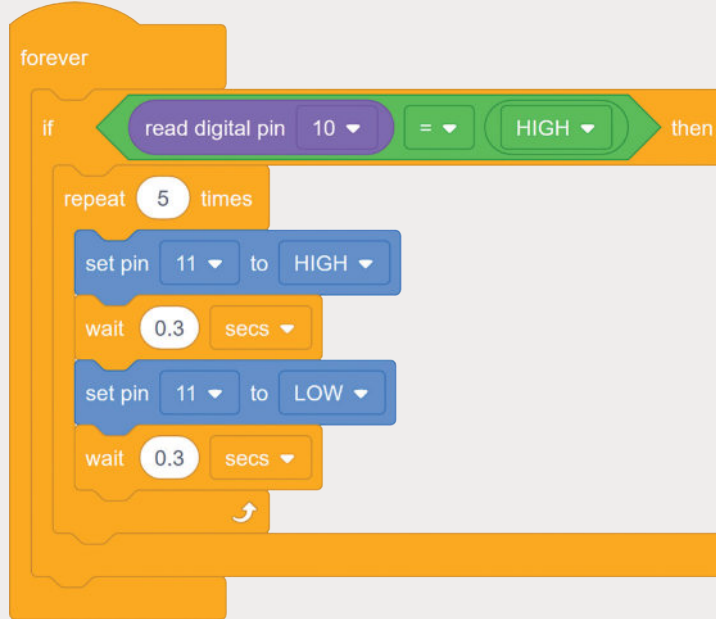 forever
if read digital pin 10 = HIGH then
repeat 5 times
set pin 11 to HIGH
wait 0.3 secs
set pin 11 to LOW
wait 0.3 secs